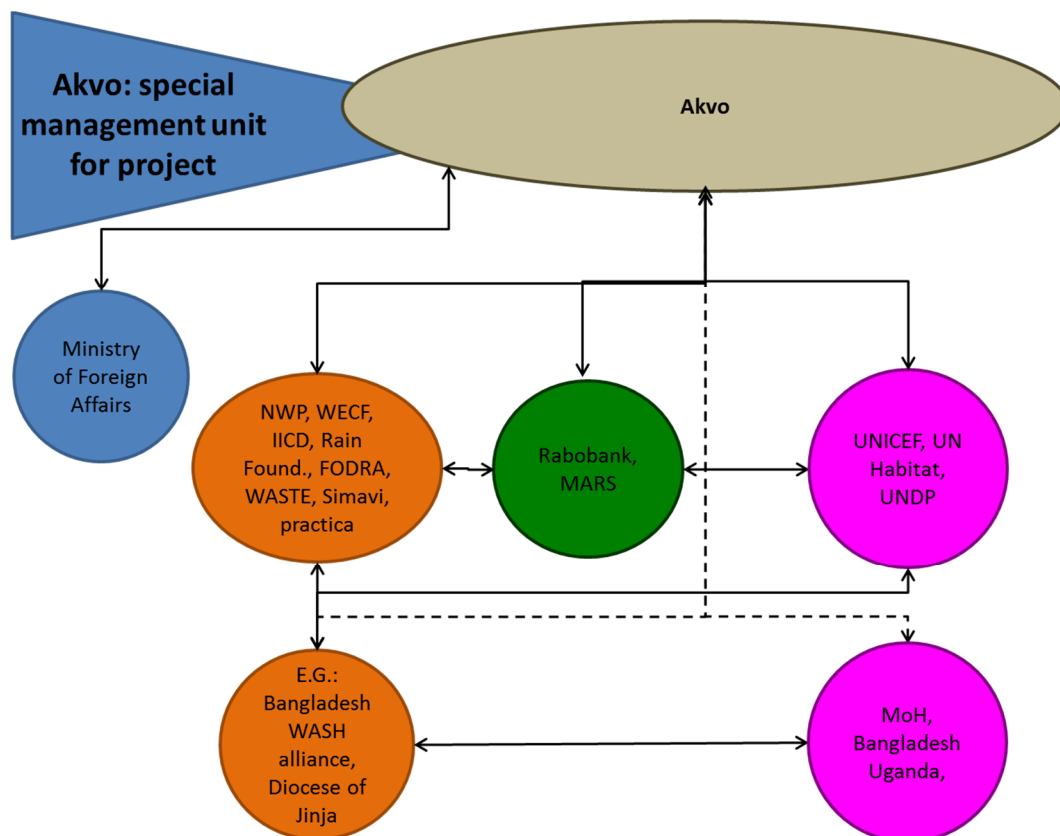 Akvo: special
management unit
for project
Akvo
Ministry
of Foreign
Affairs
NWP, WECF,
IICD, Rain
Found., FODRA,
WASTE, Simavi,
practica
Rabobank,
MARS
UNICEF, UN
Habitat,
UNDP
E.G.:
Bangladesh
WASH
alliance,
Diocese of
Jinja
MoH,
Bangladesh
Uganda,